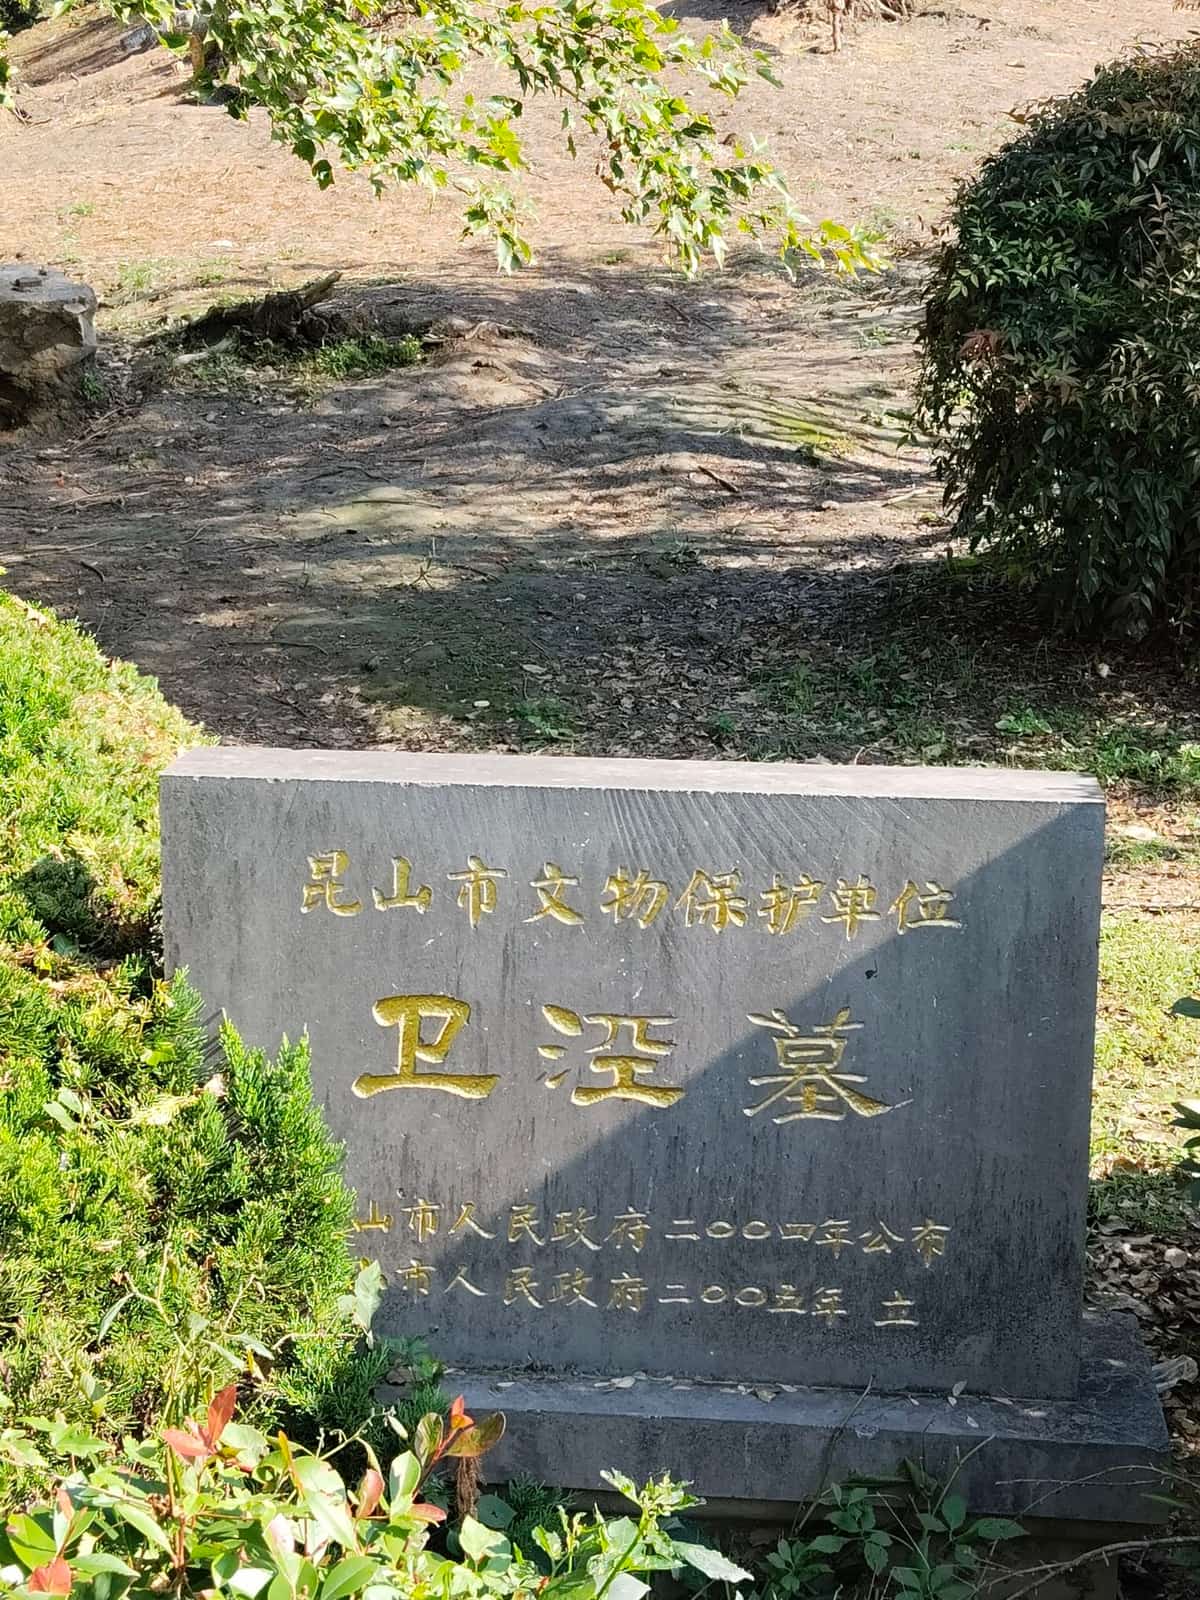 昆山市文物保护单位
卫泾墓
山市人民政府二〇〇四年公布
市人民政府二〇〇五年 立